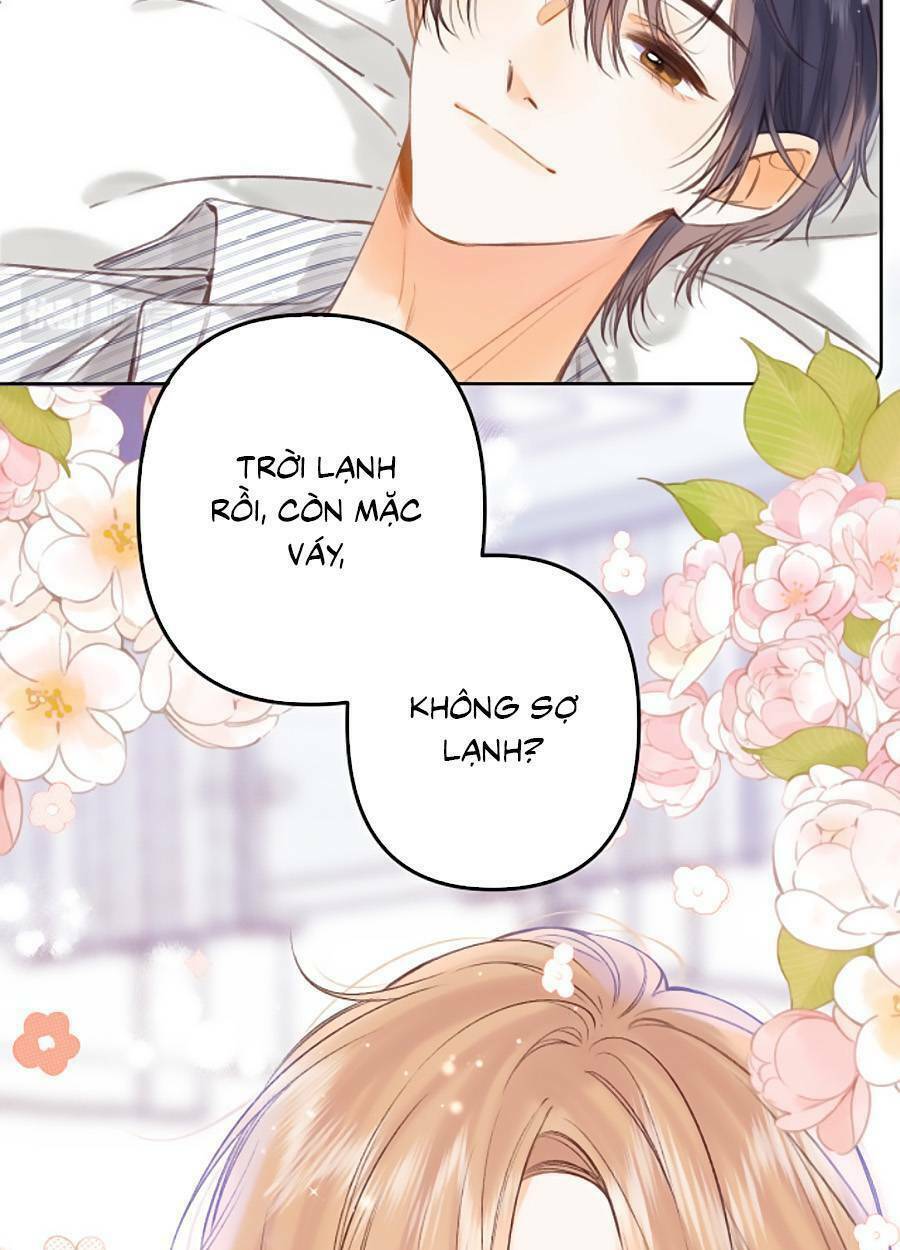 TRỜI LẠNH
RỒI, CÒN MẶC
VÁY,
KHÔNG SỢ
LẠNH?